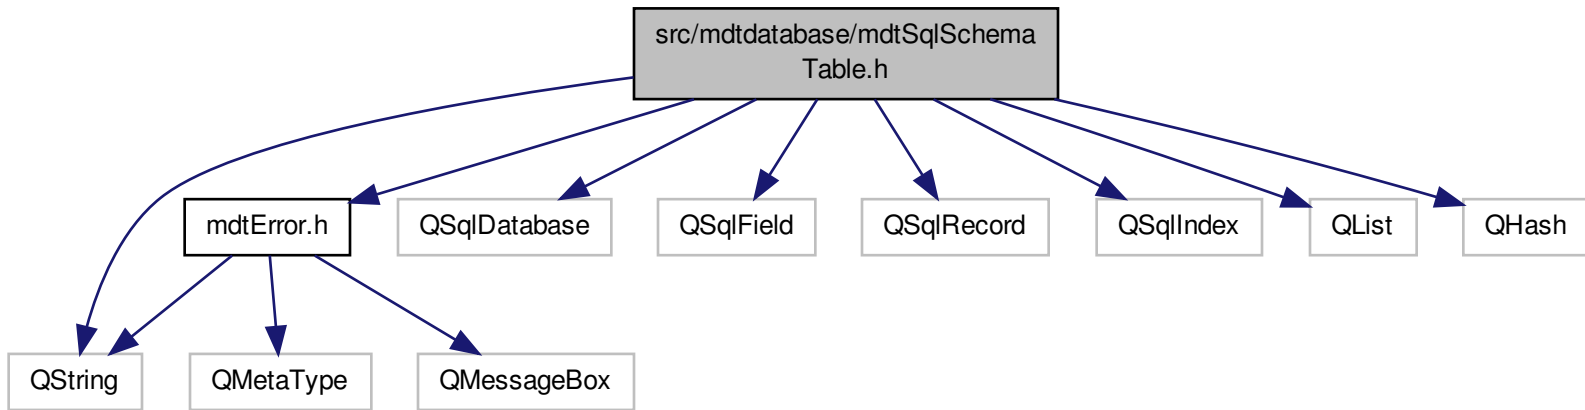 src/mdtdatabase/mdtSqlSchema
Table.h
mdtError.h
QSqlDatabase
QSqlField
QSqlRecord
QSqlIndex
QList
QHash
QString
QMetaType
QMessageBox